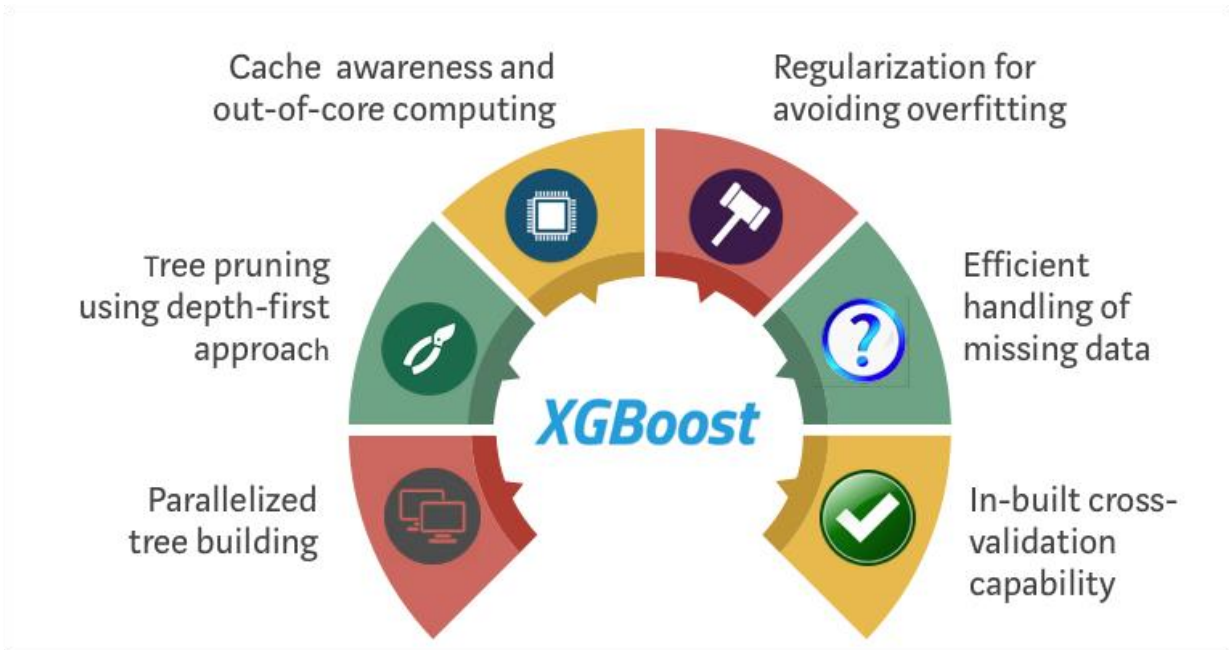 Cache awareness and
out-of-core computing
Regularization for
avoiding overfitting
Tree pruning
using depth-first
approach
Efficient
handling of
missing data
XGBoost
Parallelized
tree building
In-built cross-
validation
capability